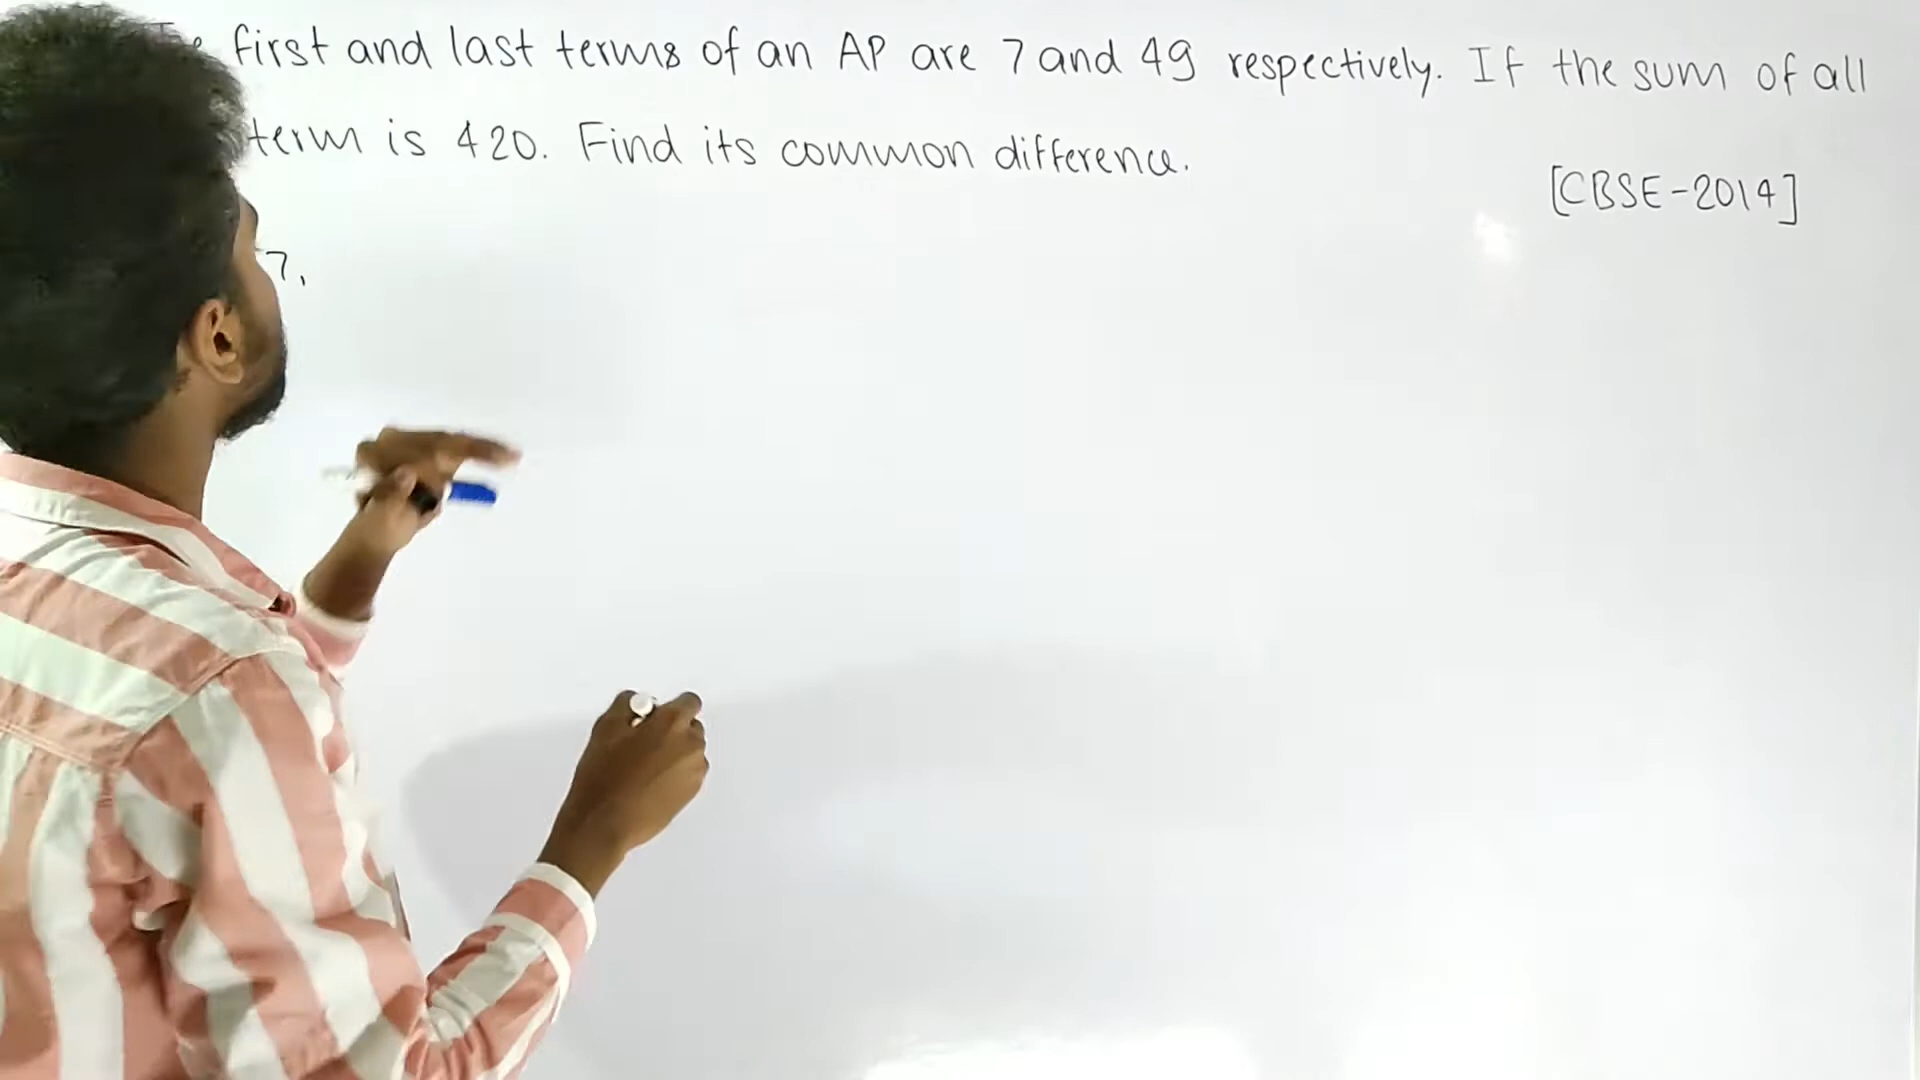 first and last terms of an AP are 7 and 49 respectively. If the sum of all
term is 420. Find its common difference.
[CBSE-2014]
7,